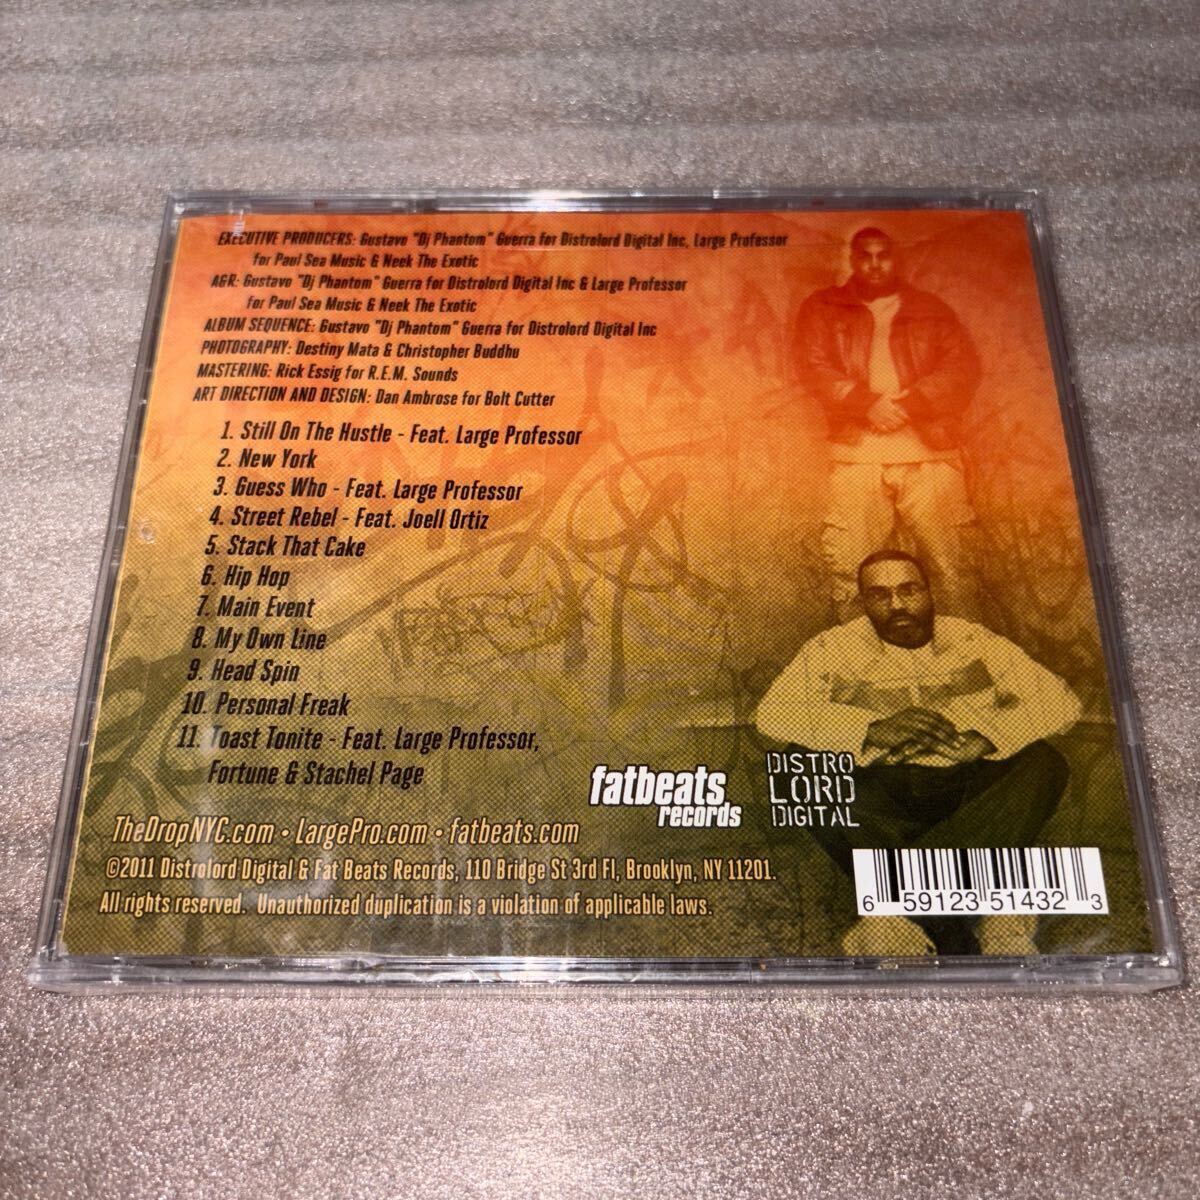 EXECUTIVE PRODUCERS: Gustavo "Dj Phantom" Guerra for Distrolord Digital Inc, Large Professor
for Paul Sea Music & Neek The Exotic
A&R: Gustavo "Dj Phantom" Guerra for Distrolord Digital Inc & Large Professor
for Paul Sea Music & Neek The Exotic
ALBUM SEQUENCE: Gustavo "Dj Phantom" Guerra for Distrolord Digital Inc
PHOTOGRAPHY: Destiny Mata & Christopher Buddhu
MASTERING: Rick Essig for R.E.M. Sounds
ART DIRECTION AND DESIGN: Dan Ambrose for Bolt Cutter
1. Still On The Hustle - Feat. Large Professor
2. New York
3. Guess Who - Feat. Large Professor
4. Street Rebel - Feat. Joell Ortiz
5. Stack That Cake
6. Hip Hop
7. Main Event
8. My Own Line
9. Head Spin
10. Personal Freak
11. Toast Tonite - Feat. Large Professor,
Fortune & Stachel Page
fatbeats
records
DISTRO
LORD
DIGITAL
TheDropNYC.com • LargePro.com • fatbeats.com
©2011 Distrolord Digital & Fat Beats Records, 110 Bridge St 3rd Fl, Brooklyn, NY 11201.
All rights reserved. Unauthorized duplication is a violation of applicable laws.
6 59123 51432 3